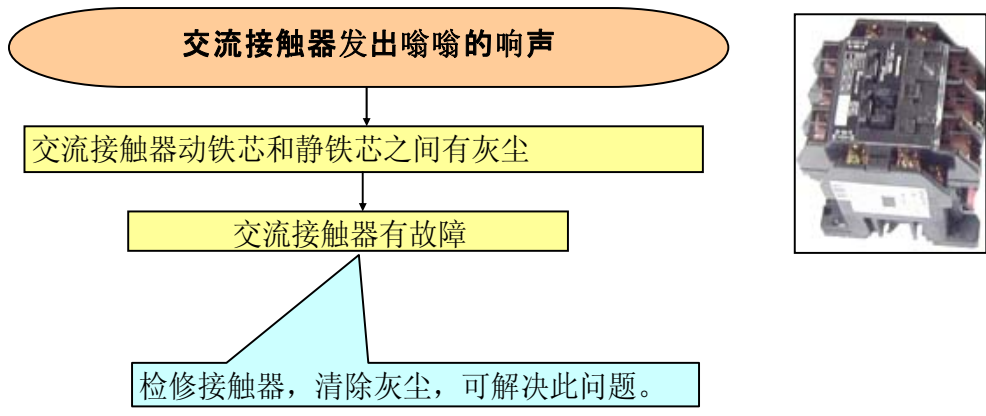 交流接触器发出嗡嗡的响声
交流接触器动铁芯和静铁芯之间有灰尘
交流接触器有故障
检修接触器，清除灰尘，可解决此问题。